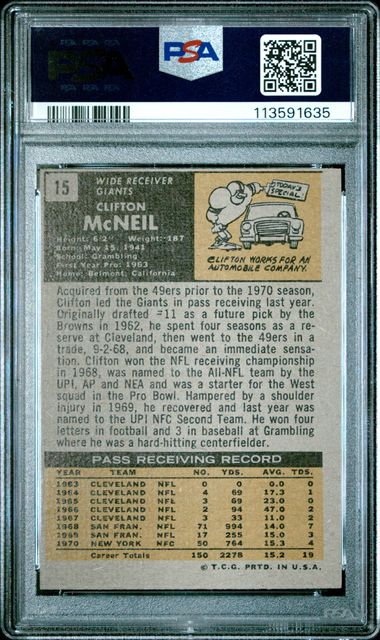 PSA
113591635
15
WIDE RECEIVER
GIANTS
CLIFTON
McNEIL
Height: 6'2" Weight: 187
Born: May 15, 1941
School: Grambling
First Year Pro: 1963
Home: Belmont, California
TODAY'S
SPECIAL
CLIFTON WORKS FOR AN
AUTOMOBILE COMPANY.
Acquired from the 49ers prior to the 1970 season,
Clifton led the Giants in pass receiving last year.
Originally drafted =11 as a future pick by the
Browns in 1962, he spent four seasons as a re-
serve at Cleveland, then went to the 49ers in a
trade, 9-2-68, and became an immediate sensa-
tion. Clifton won the NFL receiving championship
in 1968, was named to the All-NFL team by the
UPI, AP and NEA and was a starter for the West
squad in the Pro Bowl. Hampered by a shoulder
injury in 1969, he recovered and last year was
named to the UPI NFC Second Team. He won four
letters in football and 3 in baseball at Grambling
where he was a hard-hitting centerfielder.
PASS RECEIVING RECORD
YEAR TEAM NO. YDS. AVG. TDS.
1963 CLEVELAND NFL 0 0 0.0 0
1964 CLEVELAND NFL 4 69 17.3 1
1965 CLEVELAND NFL 3 69 23.0 0
1966 CLEVELAND NFL 2 94 47.0 2
1967 CLEVELAND NFL 3 33 11.0 2
1968 SAN FRAN. NFL 71 994 14.0 7
1969 SAN FRAN. NFL 17 255 15.0 3
1970 NEW YORK NFC 50 764 15.3 4
Career Totals 150 2278 15.2 19
© T.C.G. PRTD. IN U.S.A.